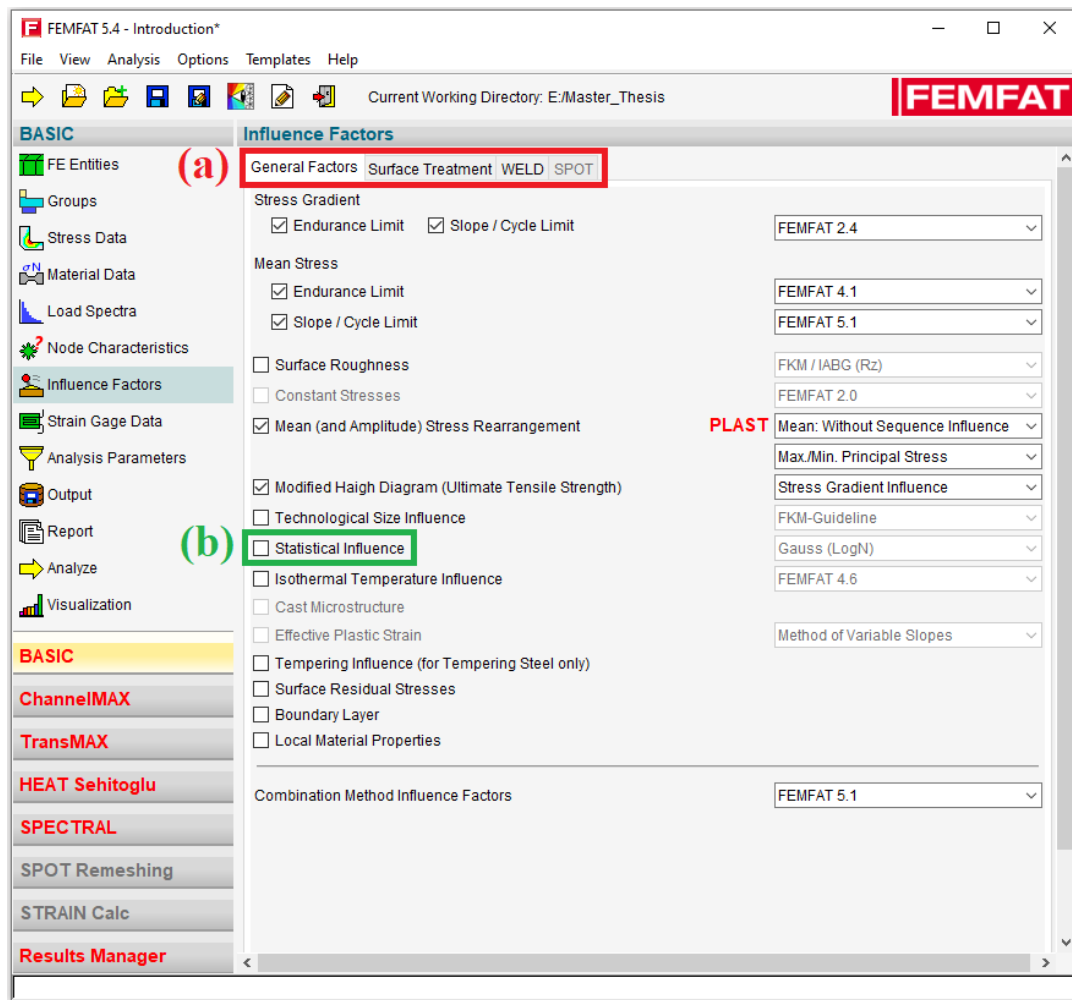 FEMFAT 5.4 - Introduction*
File View Analysis Options Templates Help
Current Working Directory: E:/Master_Thesis
FEMFAT
BASIC
FE Entities
Groups
Stress Data
σN
Material Data
Load Spectra
Node Characteristics
Influence Factors
Strain Gage Data
Analysis Parameters
Output
Report
Analyze
Visualization
BASIC
ChannelMAX
TransMAX
HEAT Sehitoglu
SPECTRAL
SPOT Remeshing
STRAIN Calc
Results Manager
Influence Factors
(a)
General Factors Surface Treatment WELD SPOT
Stress Gradient
Endurance Limit Slope / Cycle Limit FEMFAT 2.4
Mean Stress
Endurance Limit FEMFAT 4.1
Slope / Cycle Limit FEMFAT 5.1
Surface Roughness FKM / IABG (Rz)
Constant Stresses FEMFAT 2.0
Mean (and Amplitude) Stress Rearrangement PLAST Mean: Without Sequence Influence
Max./Min. Principal Stress
Modified Haigh Diagram (Ultimate Tensile Strength) Stress Gradient Influence
Technological Size Influence FKM-Guideline
(b) Statistical Influence Gauss (LogN)
Isothermal Temperature Influence FEMFAT 4.6
Cast Microstructure
Effective Plastic Strain Method of Variable Slopes
Tempering Influence (for Tempering Steel only)
Surface Residual Stresses
Boundary Layer
Local Material Properties
Combination Method Influence Factors FEMFAT 5.1